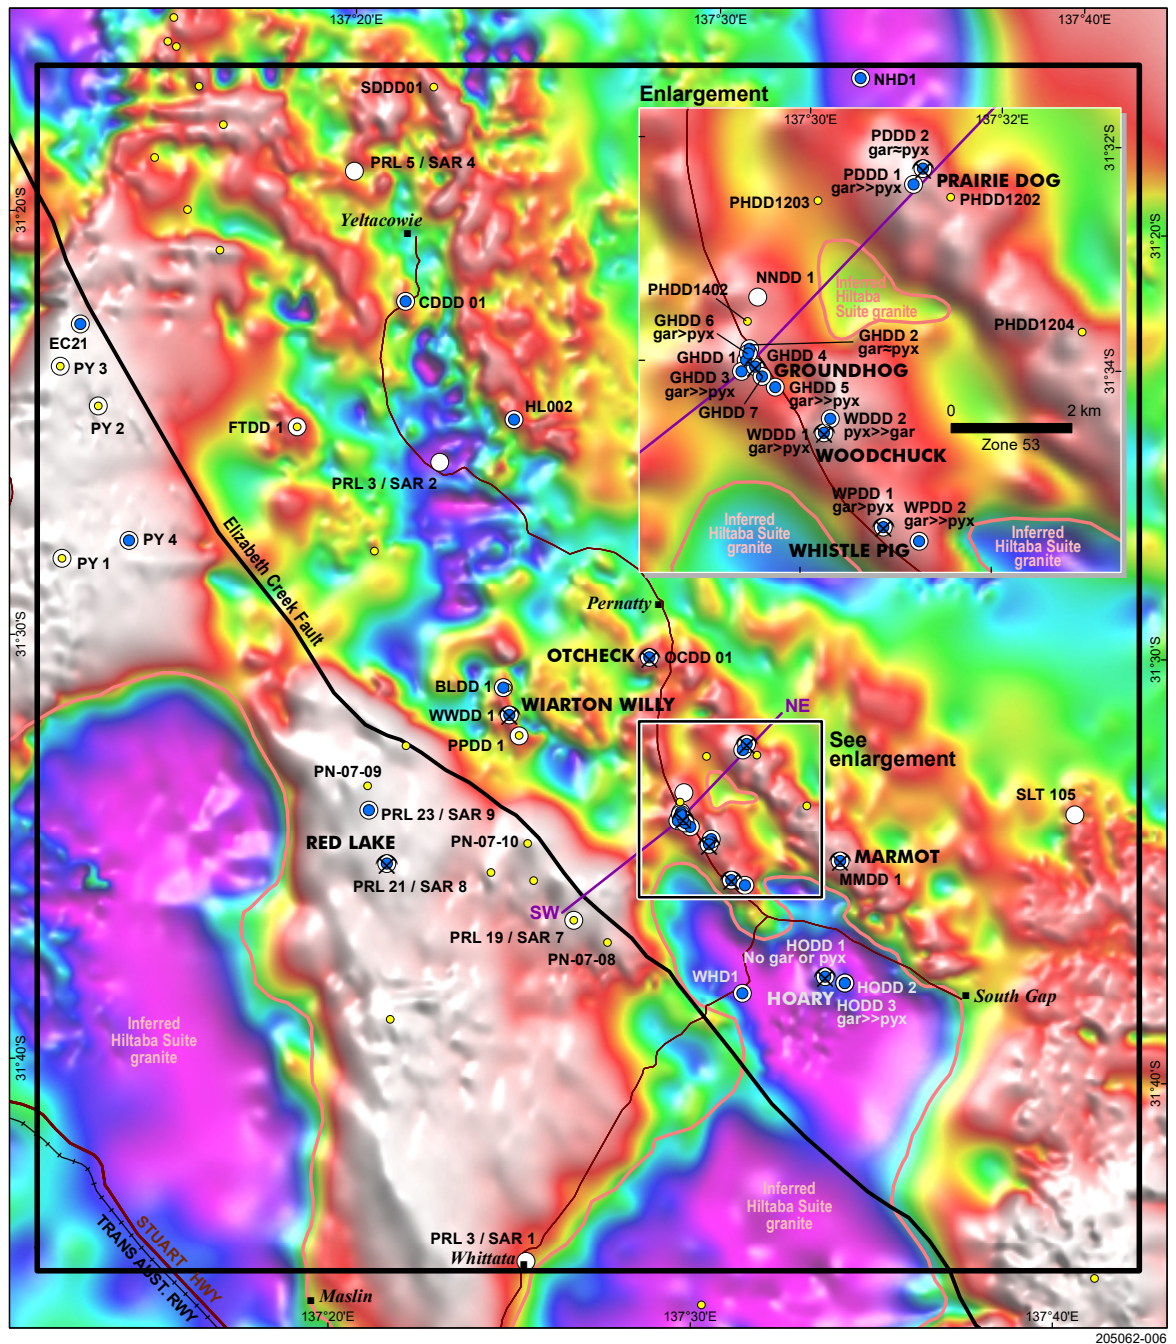 137°20'E
137°30'E
137°40'E
NHD1
SDDD01
Enlargement
137°30'E
137°32'E
PDDD 2
gar≈pyx
31°32'S
PRL 5 / SAR 4
PDDD 1
gar>>pyx
PRAIRIE DOG
PHDD1203
PHDD1202
31°20'S
Yeltacowie
31°20'S
NNDD 1
Inferred
Hiltaba
Suite granite
PHDD1402
CDDD 01
PHDD1204
EC21
GHDD 6
gar>pyx
GHDD 2
gar≈pyx
PY 3
GHDD 1
GHDD 4
31°34'S
GROUNDHOG
GHDD 3
gar>>pyx
GHDD 5
gar>>pyx
PY 2
HL002
GHDD 7
0
2 km
Zone 53
FTDD 1
WDDD 2
pyx>>gar
WDDD 1
gar>pyx
WOODCHUCK
PRL 3 / SAR 2
WPDD 1
gar>pyx
WPDD 2
gar>>pyx
Inferred
Hiltaba Suite
granite
Inferred
Hiltaba Suite
granite
WHISTLE PIG
PY 4
PY 1
Elizabeth Creek Fault
Pernatty
31°30'S
31°30'S
OTCHECK
OCDD 01
BLDD 1
WIARTON WILLY
WWDD 1
NE
PPDD 1
See
enlargement
PN-07-09
SLT 105
PRL 23 / SAR 9
RED LAKE
PN-07-10
MARMOT
PRL 21 / SAR 8
MMDD 1
SW
PRL 19 / SAR 7
HODD 1
No gar or pyx
PN-07-08
WHD1
HODD 2
HOARY
South Gap
HODD 3
gar>>pyx
Inferred
Hiltaba Suite
granite
31°40'S
31°40'S
Inferred
Hiltaba Suite
granite
STUART HWY
TRANS AUST. RWY
PRL 3 / SAR 1
Whittata
Maslin
137°20'E
137°30'E
137°40'E
205062-006